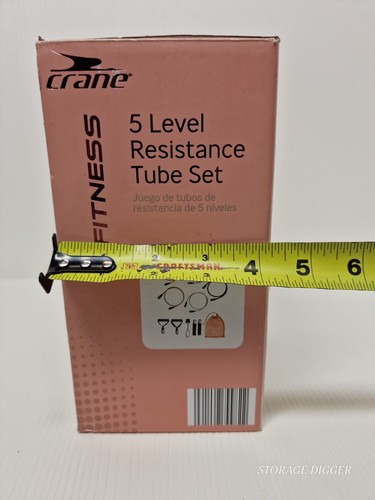 crane
FITNESS
5 Level
Resistance
Tube Set
Juego de tubos de
resistencia de 5 niveles
2 3 4 5 6
CRAFTSMAN
STORAGE DIGGER